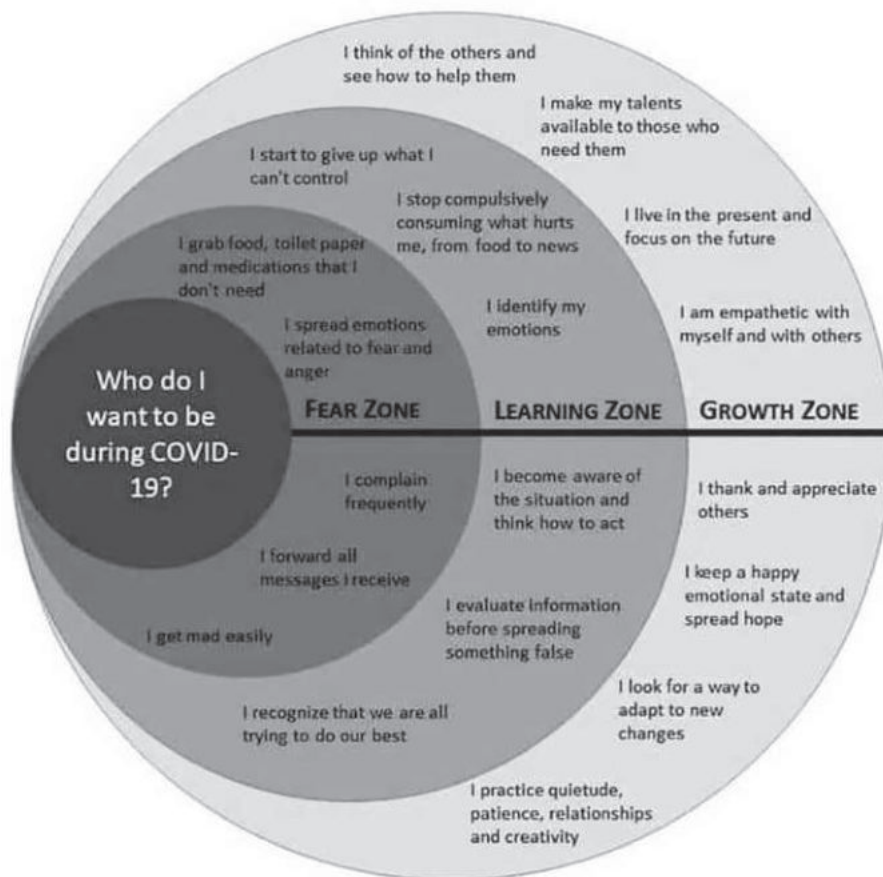 I think of the others and
see how to help them
I make my talents
available to those who
need them
I start to give up what I
can't control
I stop compulsively
consuming what hurts
me, from food to news
I live in the present and
focus on the future
I grab food, toilet paper
and medications that I
don't need
I identify my
emotions
I am empathetic with
myself and with others
I spread emotions
related to fear and
anger
Who do I
want to be
during COVID-
19?
FEAR ZONE
LEARNING ZONE
GROWTH ZONE
I complain
frequently
I become aware of
the situation and
think how to act
I thank and appreciate
others
I forward all
messages I receive
I keep a happy
emotional state and
spread hope
I get mad easily
I evaluate information
before spreading
something false
I recognize that we are all
trying to do our best
I look for a way to
adapt to new
changes
I practice quietude,
patience, relationships
and creativity